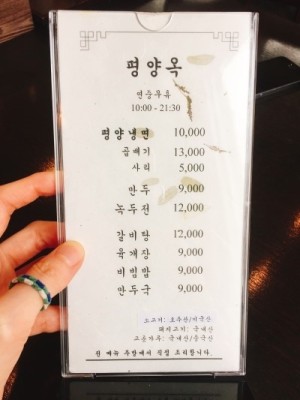 평양옥
연중무휴
10:00 - 21:30
평양냉면 10,000
곱빼기 13,000
사리 5,000
만두 9,000
녹두전 12,000
갈비탕 12,000
육개장 9,000
비빔밥 9,000
만두국 9,000
소고기: 호주산/미국산
돼지고기: 국내산
고춧가루: 국내산/중국산
전 메뉴 주방에서 직접 조리합니다.